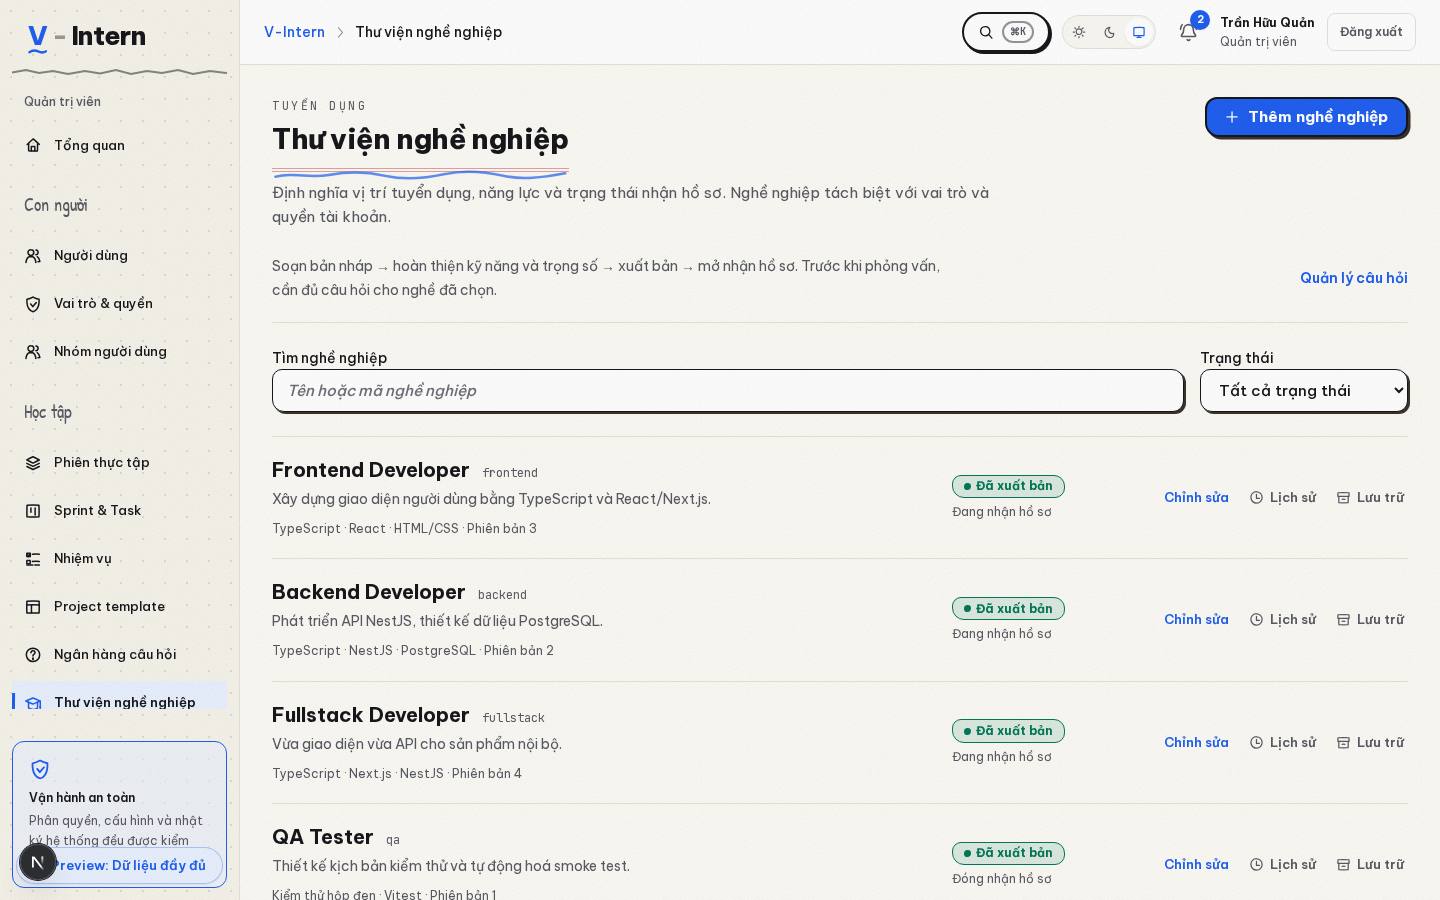 V - Intern
Quản trị viên
Tổng quan
Con người
Người dùng
Vai trò & quyền
Nhóm người dùng
Học tập
Phiên thực tập
Sprint & Task
Nhiệm vụ
Project template
Ngân hàng câu hỏi
Thư viện nghề nghiệp
Vận hành an toàn
Phân quyền, cấu hình và nhật
ký hệ thống đều được kiểm
Preview: Dữ liệu đầy đủ
N
V-Intern > Thư viện nghề nghiệp
⌘K
2
Trần Hữu Quản
Quản trị viên
Đăng xuất
TUYỂN DỤNG
Thư viện nghề nghiệp
+ Thêm nghề nghiệp
Định nghĩa vị trí tuyển dụng, năng lực và trạng thái nhận hồ sơ. Nghề nghiệp tách biệt với vai trò và
quyền tài khoản.
Soạn bản nháp → hoàn thiện kỹ năng và trọng số → xuất bản → mở nhận hồ sơ. Trước khi phỏng vấn,
cần đủ câu hỏi cho nghề đã chọn.
Quản lý câu hỏi
Tìm nghề nghiệp
Tên hoặc mã nghề nghiệp
Trạng thái
Tất cả trạng thái
Frontend Developer frontend
Xây dựng giao diện người dùng bằng TypeScript và React/Next.js.
TypeScript · React · HTML/CSS · Phiên bản 3
Đã xuất bản
Đang nhận hồ sơ
Chỉnh sửa Lịch sử Lưu trữ
Backend Developer backend
Phát triển API NestJS, thiết kế dữ liệu PostgreSQL.
TypeScript · NestJS · PostgreSQL · Phiên bản 2
Đã xuất bản
Đang nhận hồ sơ
Chỉnh sửa Lịch sử Lưu trữ
Fullstack Developer fullstack
Vừa giao diện vừa API cho sản phẩm nội bộ.
TypeScript · Next.js · NestJS · Phiên bản 4
Đã xuất bản
Đang nhận hồ sơ
Chỉnh sửa Lịch sử Lưu trữ
QA Tester qa
Thiết kế kịch bản kiểm thử và tự động hoá smoke test.
Kiểm thử hộp đen · Vitest · Phiên bản 1
Đã xuất bản
Đóng nhận hồ sơ
Chỉnh sửa Lịch sử Lưu trữ